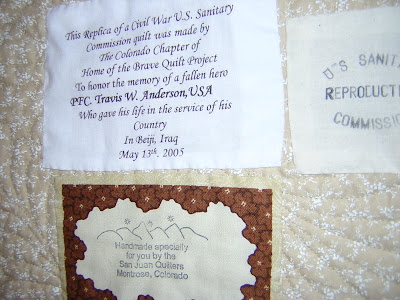 This Replica of a Civil War U.S. Sanitary
Commission quilt was made by
The Colorado Chapter of
Home of the Brave Quilt Project
To honor the memory of a fallen hero
PFC. Travis W. Anderson, USA
Who gave his life in the service of his
Country
In Beiji, Iraq
May 13th. 2005
U S SANITA
REPRODUCT
COMMISSIO
Handmade specially
for you by the
San Juan Quilters
Montrose, Colorado